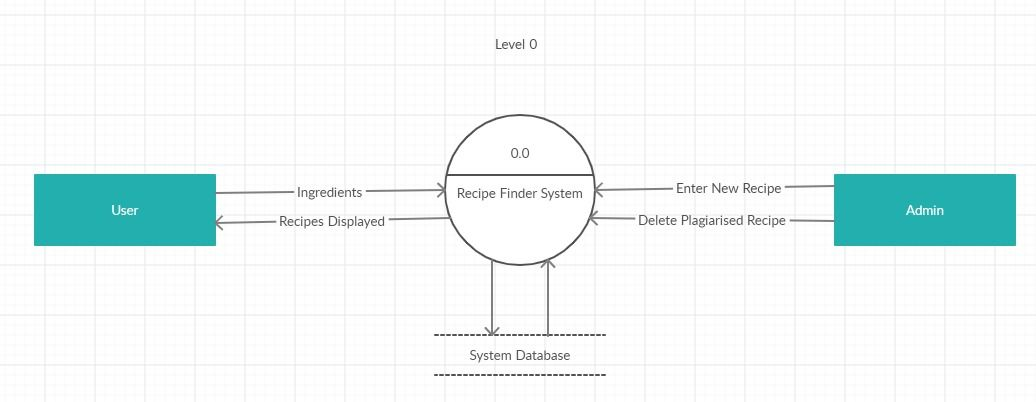 Level 0
0.0
Recipe Finder System
User
Ingredients
Recipes Displayed
Enter New Recipe
Delete Plagiarised Recipe
Admin
System Database